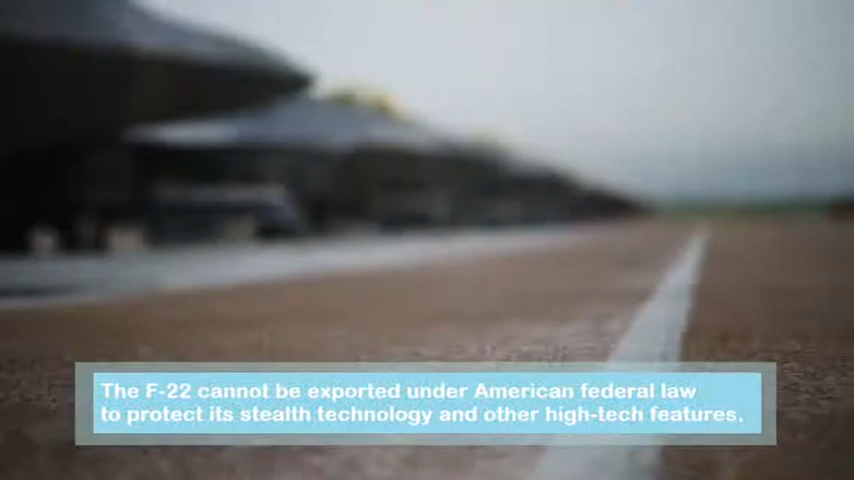 The F-22 cannot be exported under American federal law
to protect its stealth technology and other high-tech features.